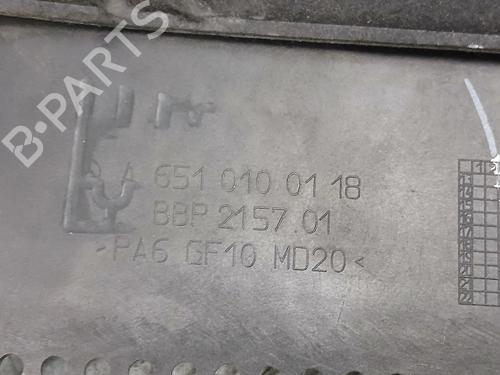 B-PARTS
A 651 010 01 18
BBP 2157.01
>PA6 GF10 MD20<